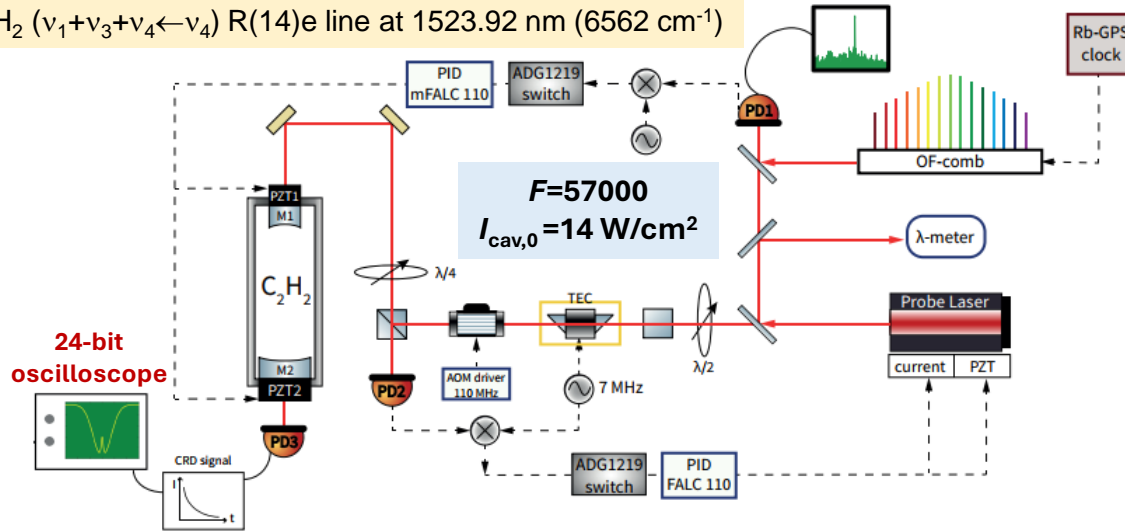 H₂ (ν₁+ν₃+ν₄←ν₄) R(14)e line at 1523.92 nm (6562 cm⁻¹)
Rb-GPS
clock
PID
mFALC 110
ADG1219
switch
PD1
OF-comb
PZT1
M1
F=57000
I_cav,0 =14 W/cm²
λ-meter
λ/4
C₂H₂
TEC
Probe Laser
24-bit
oscilloscope
M2
PZT2
AOM driver
110 MHz
7 MHz
λ/2
current
PZT
PD2
PD3
CRD signal
I
t
ADG1219
switch
PID
FALC 110